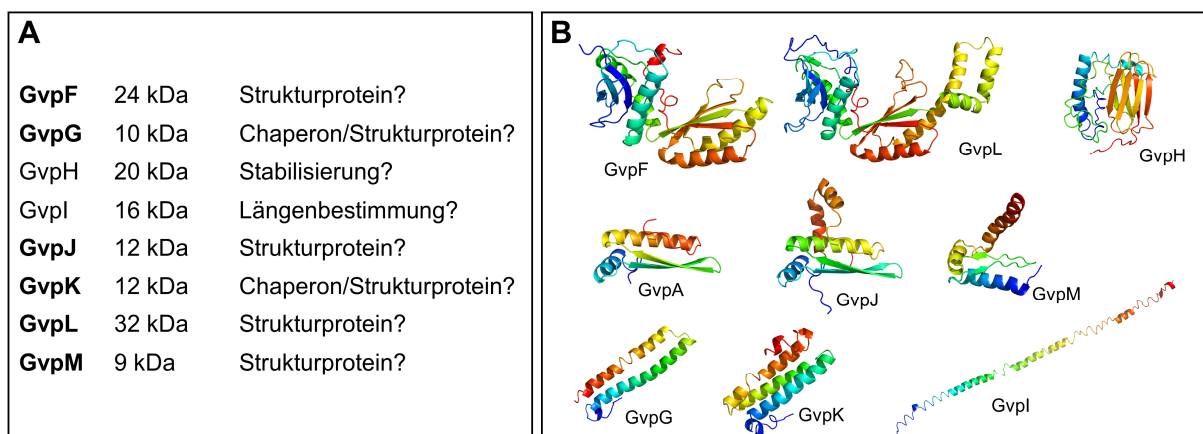 A
GvpF 24 kDa Strukturprotein?
GvpG 10 kDa Chaperon/Strukturprotein?
GvpH 20 kDa Stabilisierung?
GvpI 16 kDa Längenbestimmung?
GvpJ 12 kDa Strukturprotein?
GvpK 12 kDa Chaperon/Strukturprotein?
GvpL 32 kDa Strukturprotein?
GvpM 9 kDa Strukturprotein?
B
GvpF
GvpL
GvpH
GvpA
GvpJ
GvpM
GvpG
GvpK
GvpI